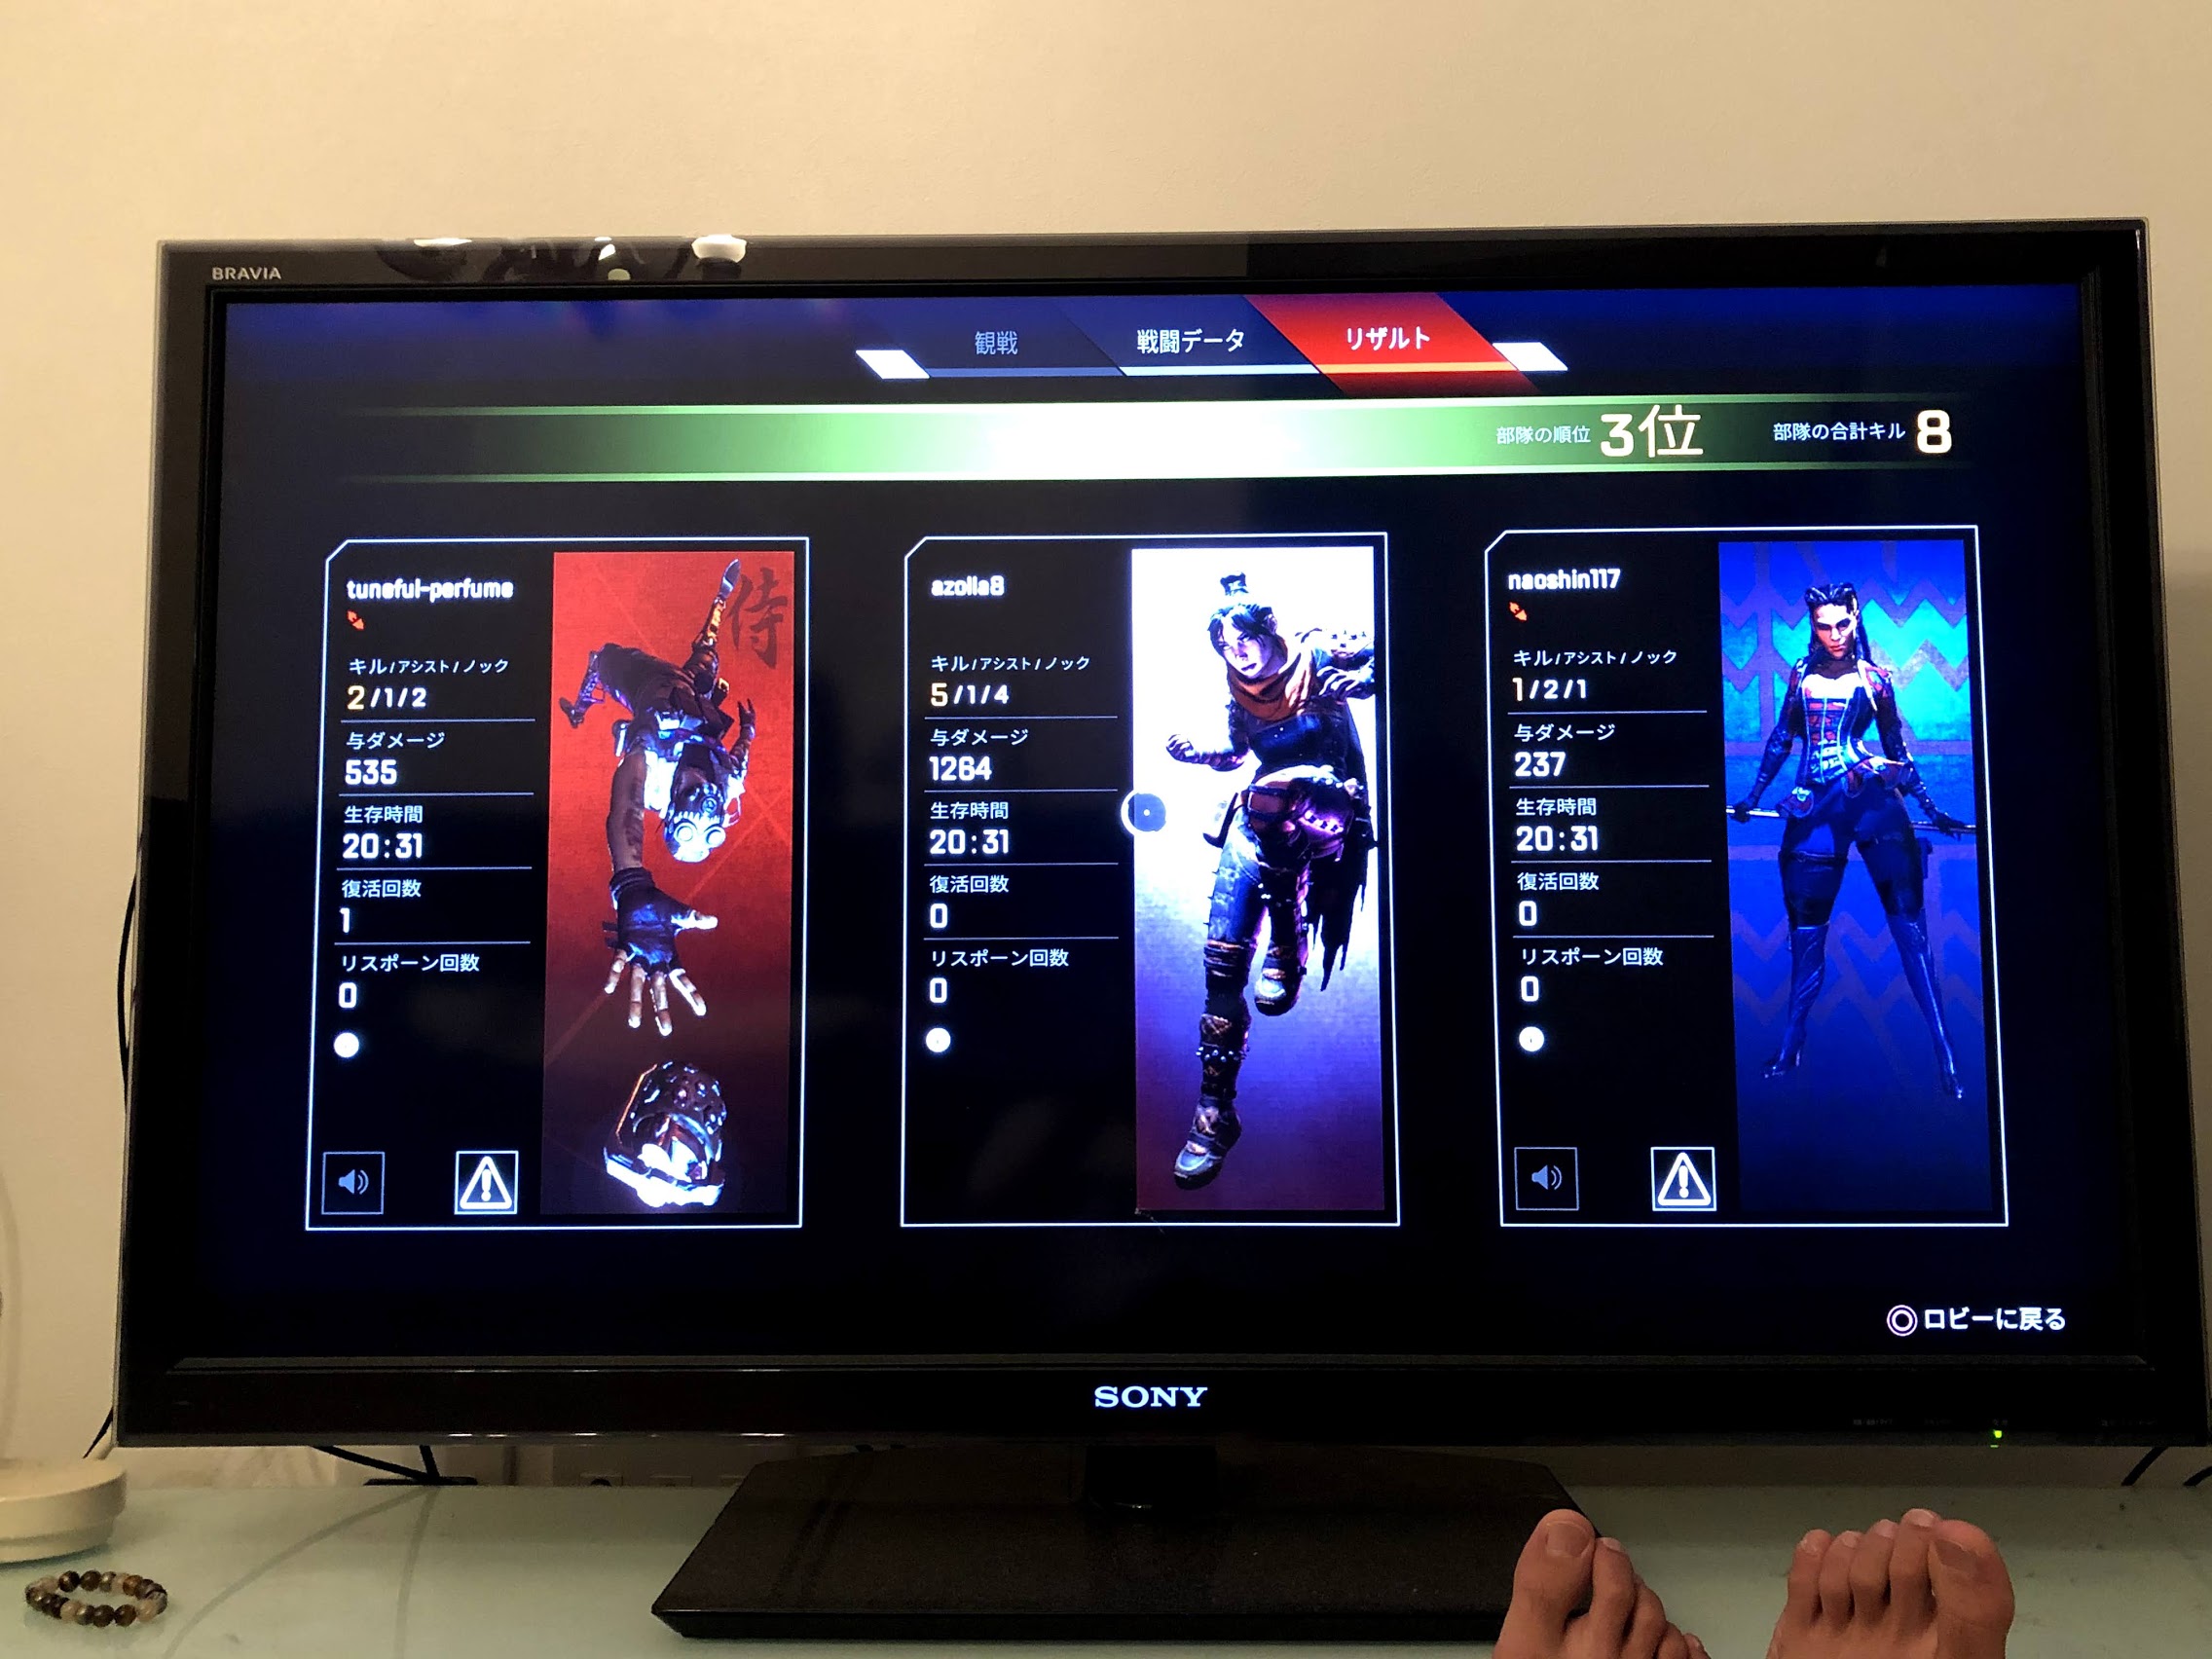 BRAVIA
観戦
戦闘データ
リザルト
部隊の順位 3位
部隊の合計キル 8
tuneful-perfume
キル/アシスト/ノック
2/1/2
与ダメージ
535
生存時間
20:31
復活回数
1
リスポーン回数
0
侍
azolla8
キル/アシスト/ノック
5/1/4
与ダメージ
1264
生存時間
20:31
復活回数
0
リスポーン回数
0
naoshin117
キル/アシスト/ノック
1/2/1
与ダメージ
237
生存時間
20:31
復活回数
0
リスポーン回数
0
ロビーに戻る
SONY